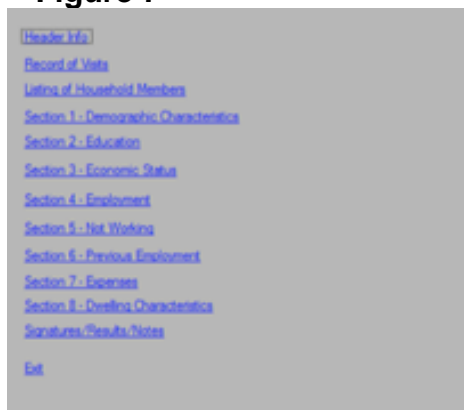 Figure
Header Info
Record of Visits
Listing of Household Members
Section 1 - Demographic Characteristics
Section 2 - Education
Section 3 - Economic Status
Section 4 - Employment
Section 5 - Not Working
Section 6 - Previous Employment
Section 7 - Expenses
Section 8 - Dwelling Characteristics
Signatures/Results/Notes
Exit